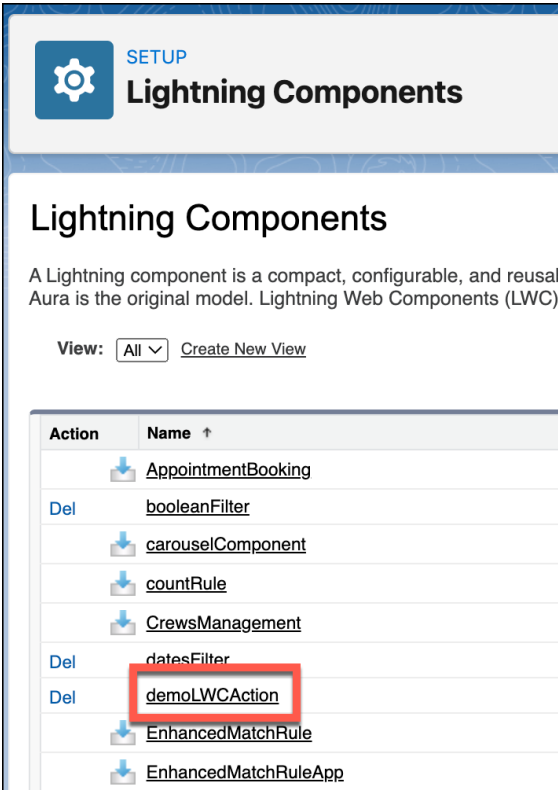 SETUP
Lightning Components
Lightning Components
A Lightning component is a compact, configurable, and
Aura is the original model. Lightning Web Components (LWC)
View: All Create New View
Action Name
AppointmentBooking
Del booleanFilter
carouselComponent
countRule
CrewsManagement
Del datesFilter
Del demoLWCAction
EnhancedMatchRule
EnhancedMatchRuleApp